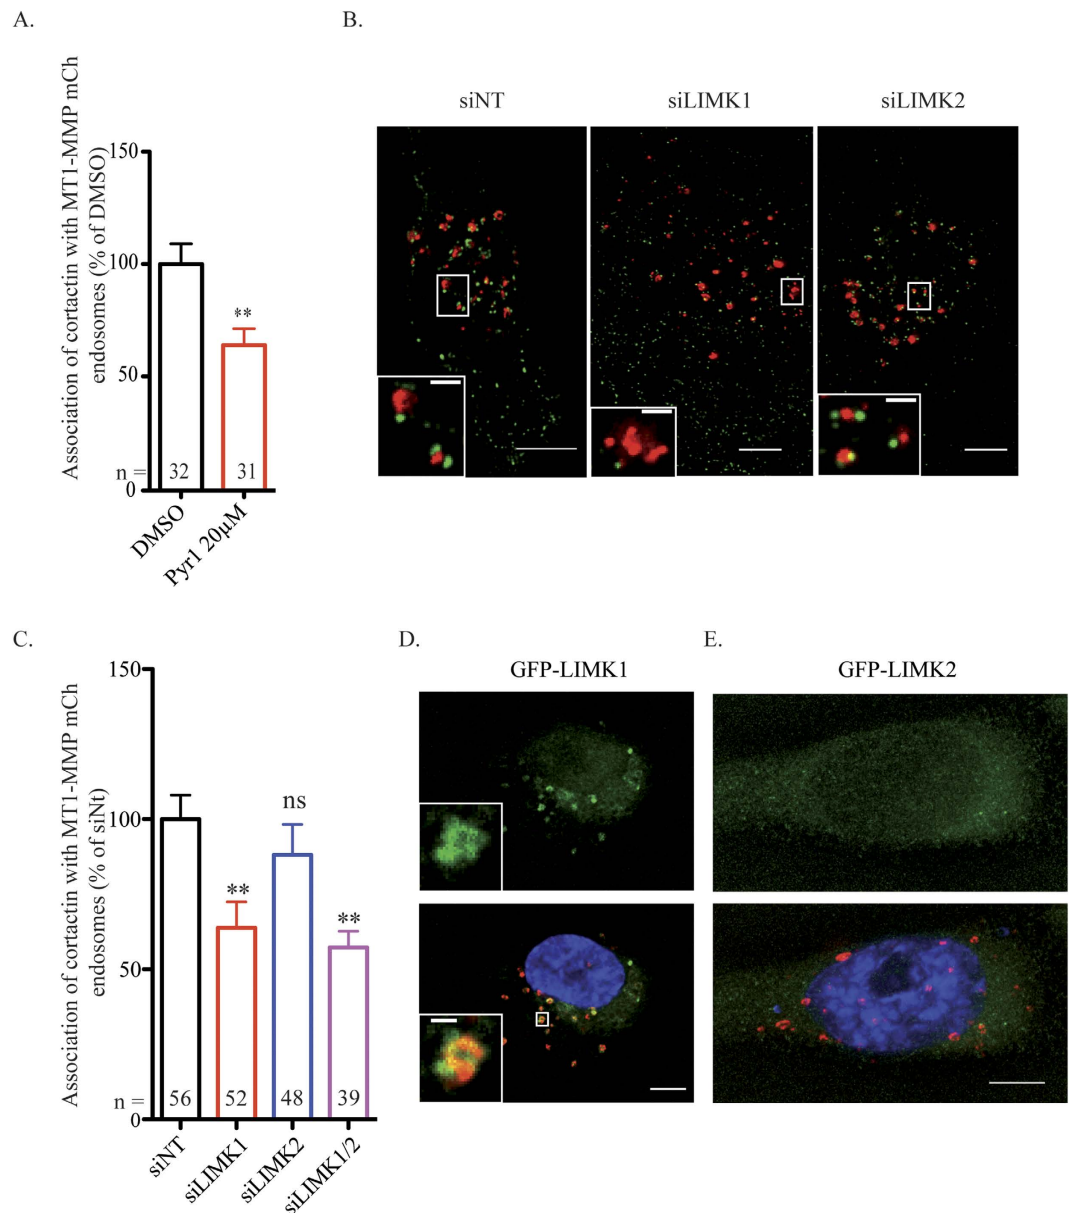 A.
Association of cortactin with MT1-MMP mCh
endosomes (% of DMSO)
150
100
50
0
n =
32
31
**
DMSO
Pyr1 20µM
B.
siNT
siLIMK1
siLIMK2
C.
Association of cortactin with MT1-MMP mCh
endosomes (% of siNt)
150
100
50
0
n =
56
52
48
39
**
ns
**
siNT
siLIMK1
siLIMK2
siLIMK1/2
D.
GFP-LIMK1
E.
GFP-LIMK2